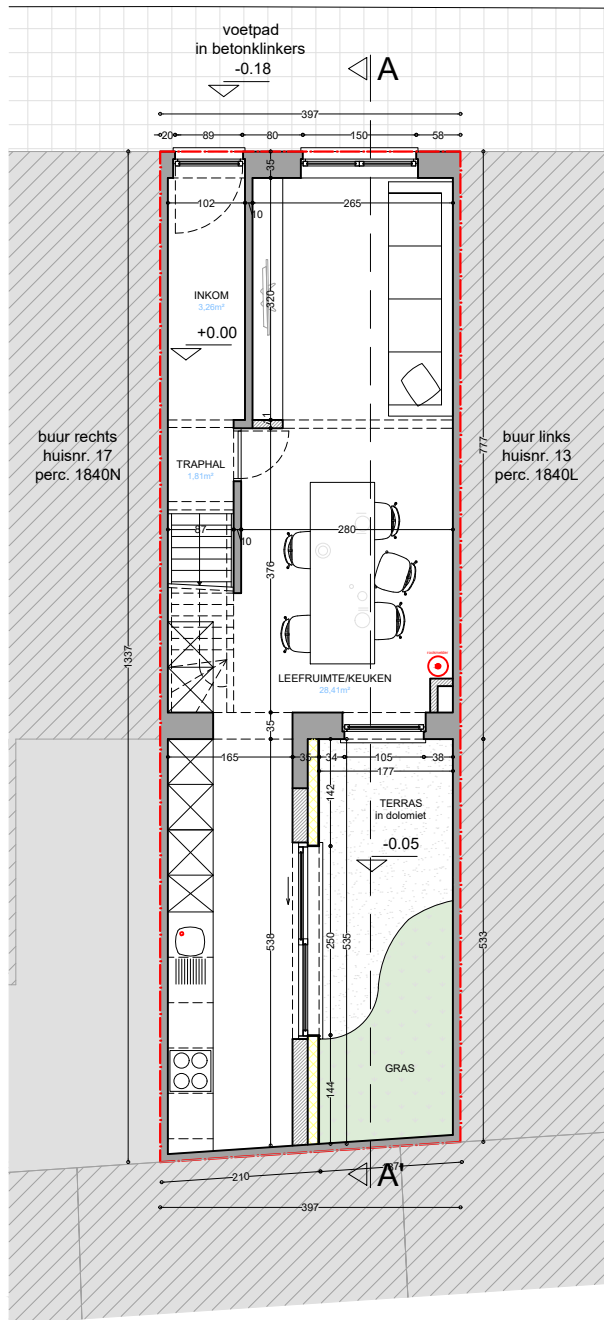 voetpad
in betonklinkers
-0.18
A
397
20
89
80
150
58
35
102
10
265
INKOM
3,26m²
320
+0.00
buur rechts
huisnr. 17
perc. 1840N
buur links
huisnr. 13
perc. 1840L
777
TRAPHAL
1,81m²
87
10
280
376
1337
LEEFRUIMTE/KEUKEN
28,41m²
35
165
35
34
105
38
177
142
TERRAS
in dolomiet
-0.05
538
250
535
533
GRAS
144
210
A
397